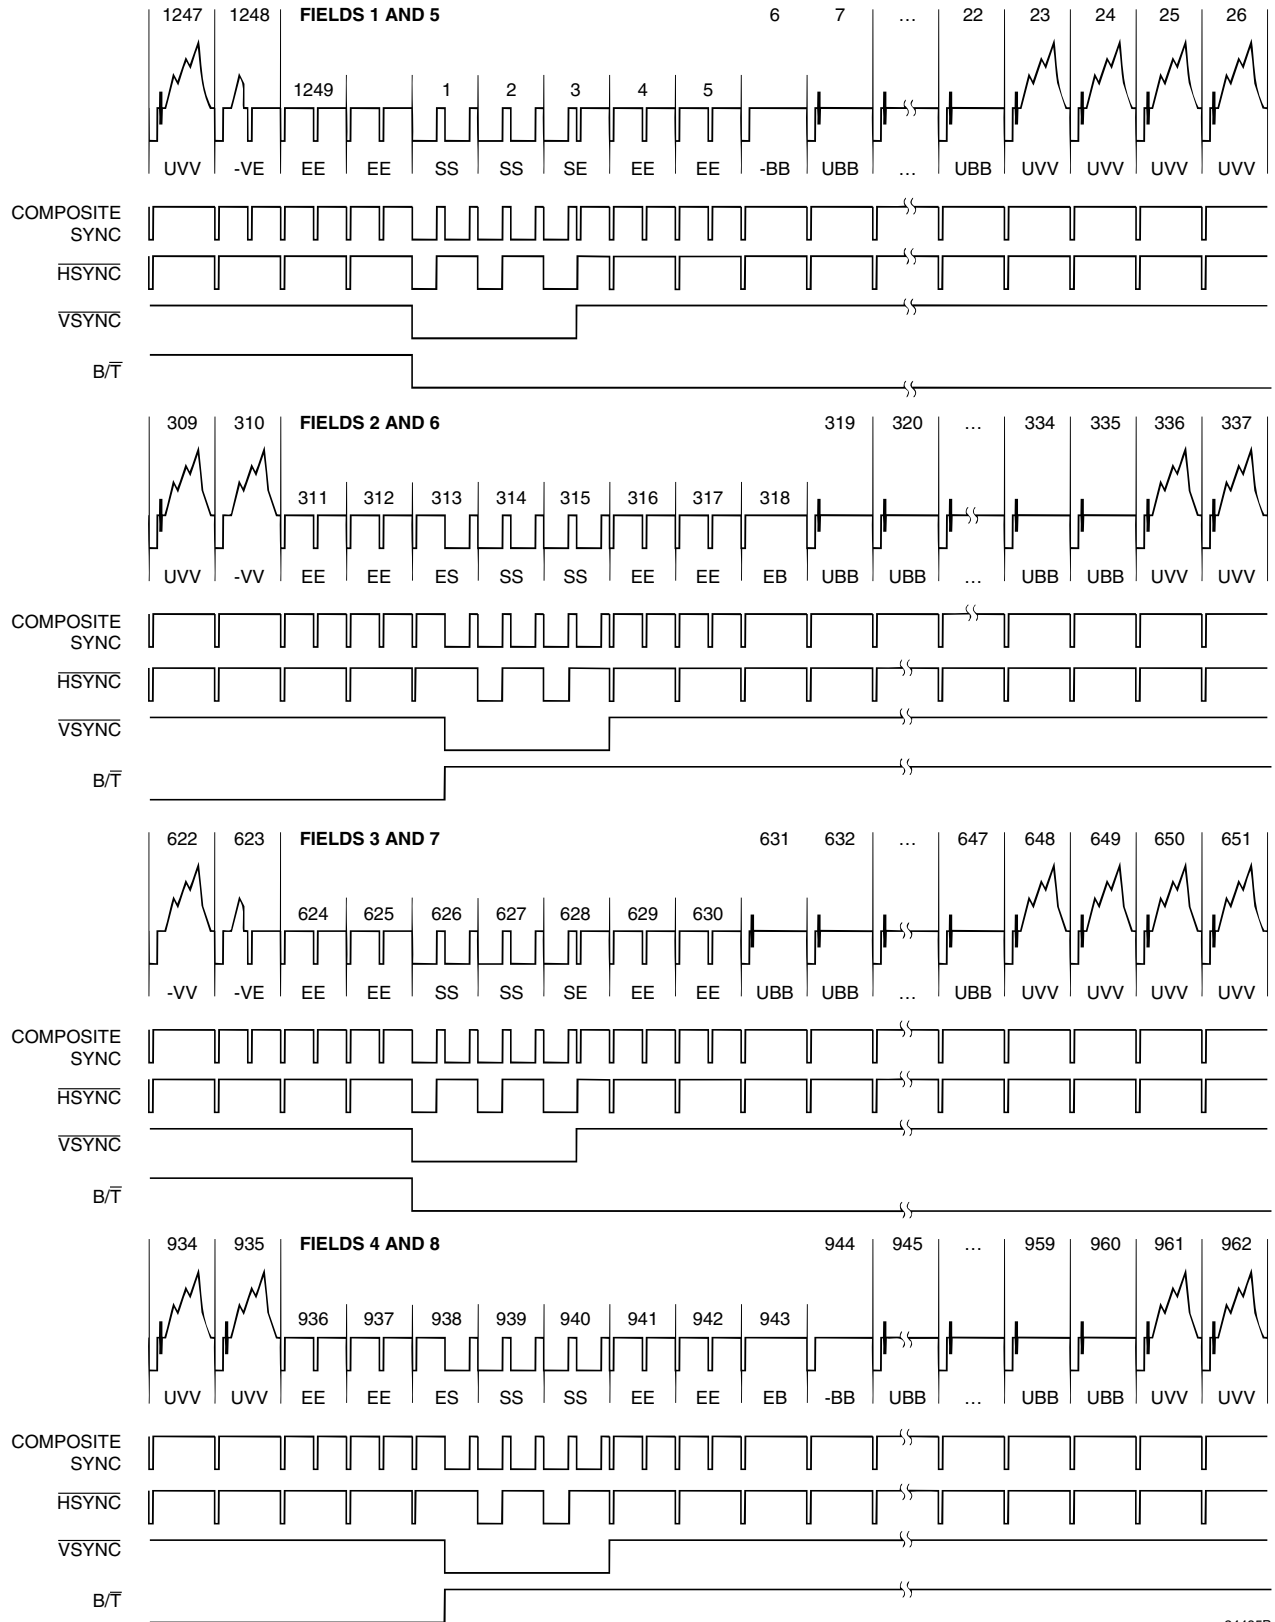 1247 1248 FIELDS 1 AND 5 6 7 ... 22 23 24 25 26
1249 1 2 3 4 5
UVV -VE EE EE SS SS SE EE EE -BB UBB ... UBB UVV UVV UVV UVV
COMPOSITE
SYNC
HSYNC
VSYNC
B/T
309 310 FIELDS 2 AND 6 319 320 ... 334 335 336 337
311 312 313 314 315 316 317 318
UVV -VV EE EE ES SS SS EE EE EB UBB UBB ... UBB UBB UVV UVV
COMPOSITE
SYNC
HSYNC
VSYNC
B/T
622 623 FIELDS 3 AND 7 631 632 ... 647 648 649 650 651
624 625 626 627 628 629 630
-VV -VE EE EE SS SS SE EE EE UBB UBB ... UBB UVV UVV UVV UVV
COMPOSITE
SYNC
HSYNC
VSYNC
B/T
934 935 FIELDS 4 AND 8 944 945 ... 959 960 961 962
936 937 938 939 940 941 942 943
UVV UVV EE EE ES SS SS EE EE EB -BB UBB ... UBB UBB UVV UVV
COMPOSITE
SYNC
HSYNC
VSYNC
B/T